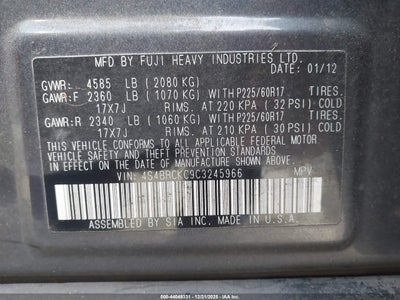 MFD BY FUJI HEAVY INDUSTRIES LTD.
DATE: 01/12
GVWR: 4585 LB ( 2080 KG)
GAWR:F 2360 LB ( 1070 KG) WITH P225/60R17 TIRES.
17X7J RIMS. AT 220 KPA ( 32 PSI) COLD
GAWR:R 2340 LB ( 1060 KG) WITH P225/60R17 TIRES.
17X7J RIMS. AT 210 KPA ( 30 PSI) COLD
THIS VEHICLE CONFORMS TO ALL APPLICABLE FEDERAL MOTOR
VEHICLE SAFETY, BUMPER, AND THEFT PREVENTION STANDARDS
IN EFFECT ON THE DATE OF MANUFACTURE SHOWN ABOVE.
VIN: 4S4BRCKC9C3245966 MPV
ASSEMBLED BY SIA INC. MADE IN U.S.A.
000-44048331 - 12/31/2025 - IAA Holdings, LLC